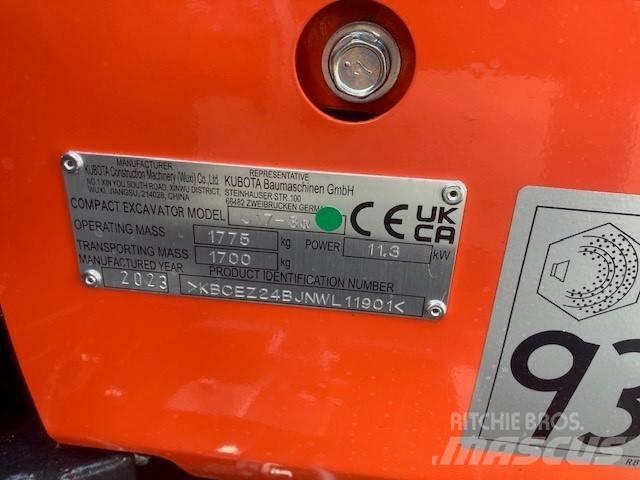 MANUFACTURER
KUBOTA Construction Machinery (Wuxi) Co., Ltd.
NO.1 XIN YOU SOUTH ROAD, XINWU DISTRICT,
WUXI, JIANGSU, 214028, CHINA
REPRESENTATIVE
KUBOTA Baumaschinen GmbH
STEINHAUSER STR.100
66482 ZWEIBRUCKEN GERMANY
COMPACT EXCAVATOR MODEL
OPERATING MASS 1775 kg POWER 11.3 kW
TRANSPORTING MASS 1700 kg
MANUFACTURED YEAR 2023
PRODUCT IDENTIFICATION NUMBER
>KBCEZ24BJNWL11901<
CE UK
CA
93
RB
RITCHIE BROS.
MASCUS